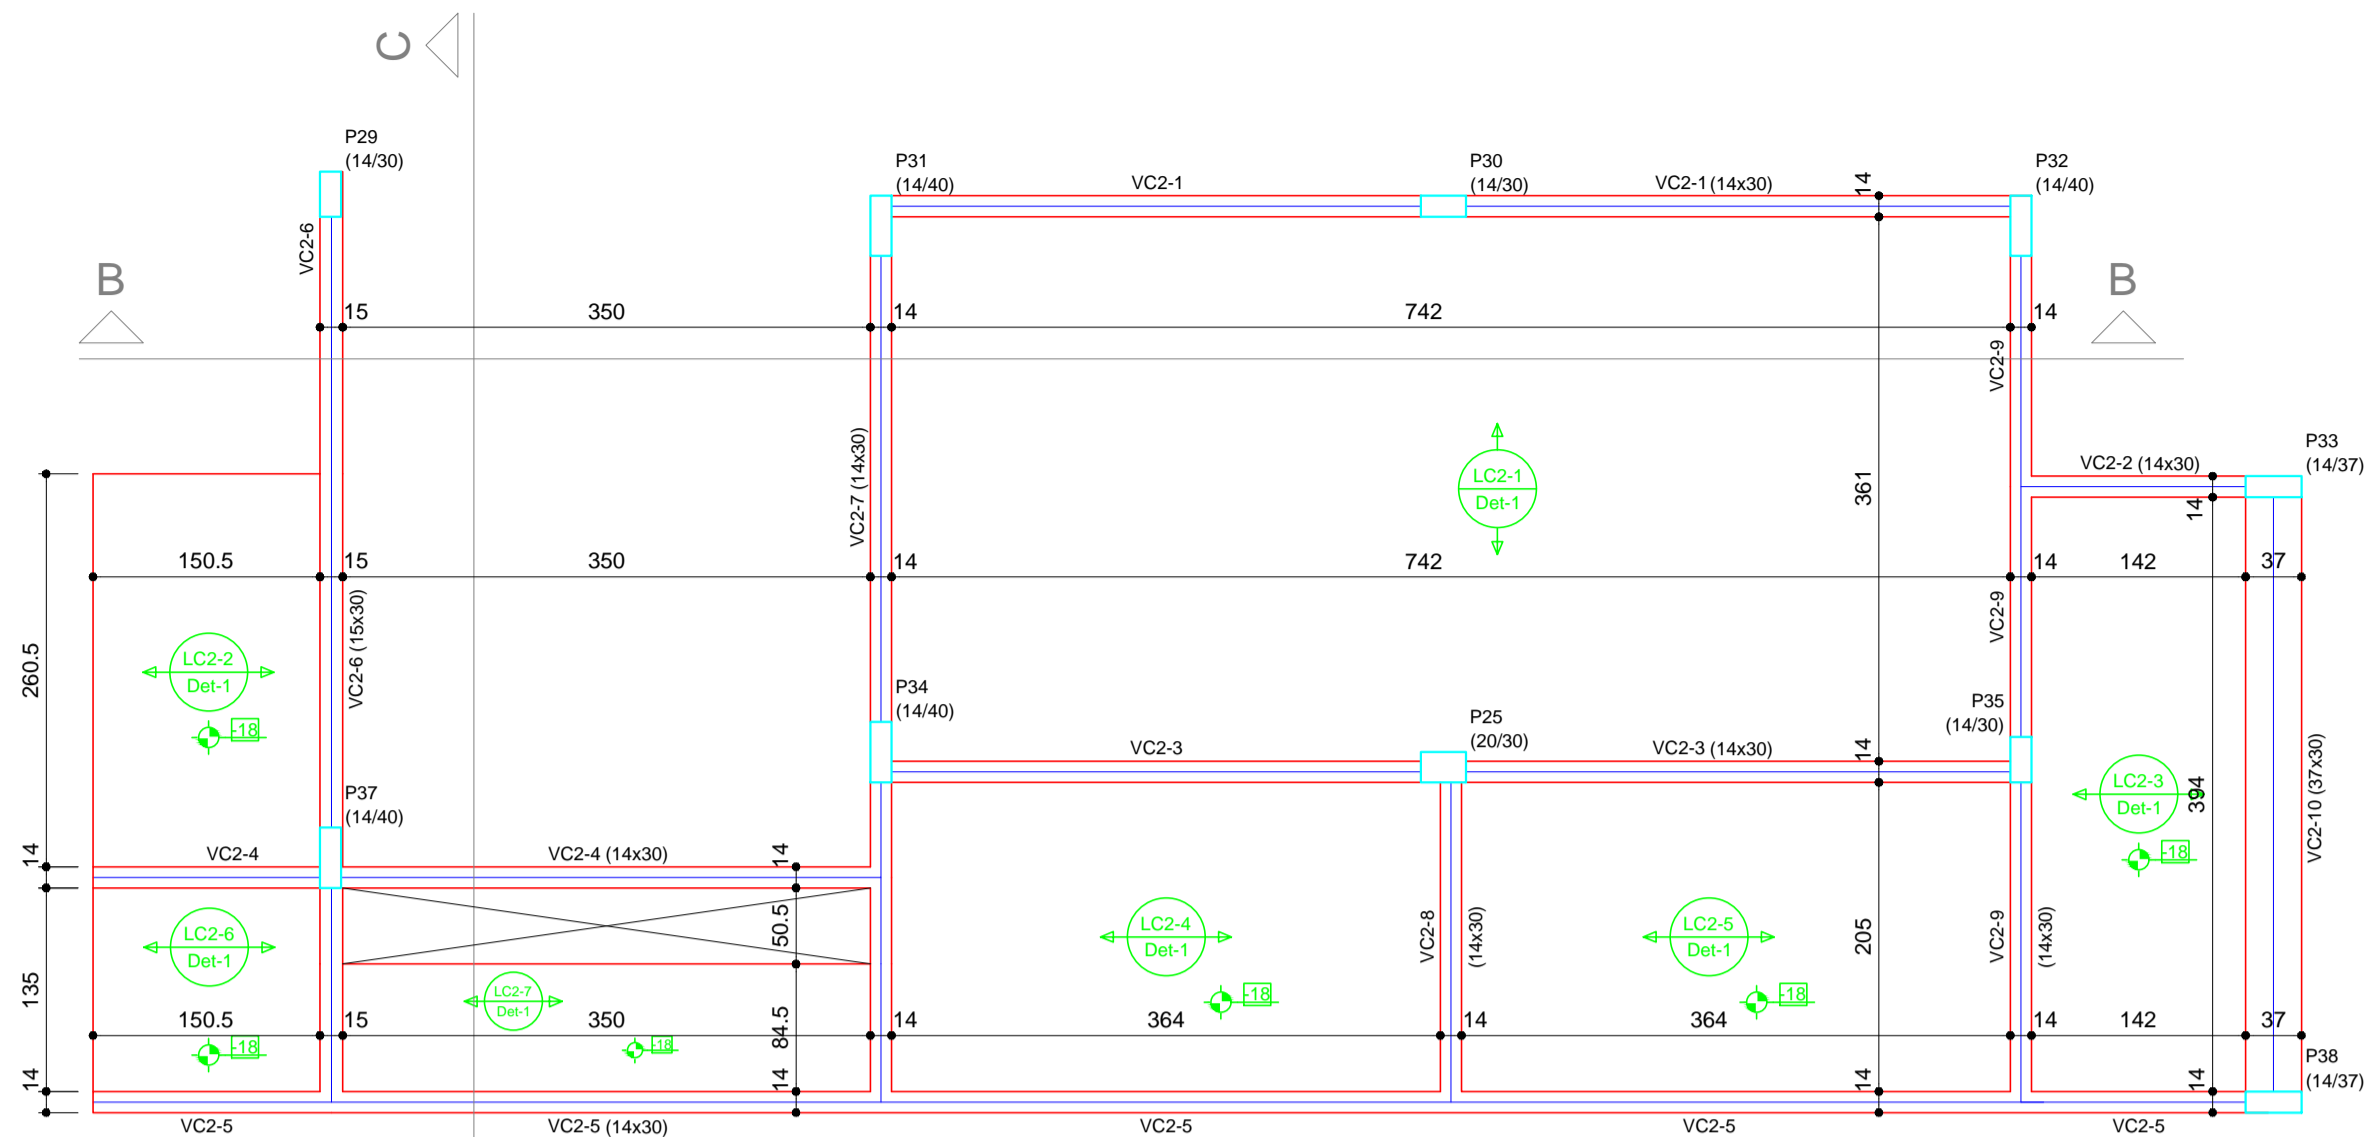 C
P29
(14/30)
P31
(14/40)
VC2-1
P30
(14/30)
VC2-1 (14x30)
14
P32
(14/40)
VC2-6
B
B
15
350
14
742
14
VC2-9
VC2-7 (14x30)
LC2-1
Det-1
361
VC2-2 (14x30)
P33
(14/37)
14
150.5
15
350
14
742
14
142
37
260.5
LC2-2
Det-1
-18
VC2-6 (15x30)
VC2-9
P34
(14/40)
P25
(20/30)
P35
(14/30)
VC2-3
VC2-3 (14x30)
14
LC2-3
Det-1
394
-18
VC2-10 (37x30)
P37
(14/40)
14
VC2-4
VC2-4 (14x30)
14
LC2-6
Det-1
50.5
LC2-4
Det-1
VC2-8
(14x30)
LC2-5
Det-1
205
VC2-9
(14x30)
135
LC2-7
Det-1
-18
-18
150.5
15
350
84.5
14
364
14
364
14
142
37
-18
-18
14
14
14
14
P38
(14/37)
VC2-5
VC2-5 (14x30)
VC2-5
VC2-5
VC2-5